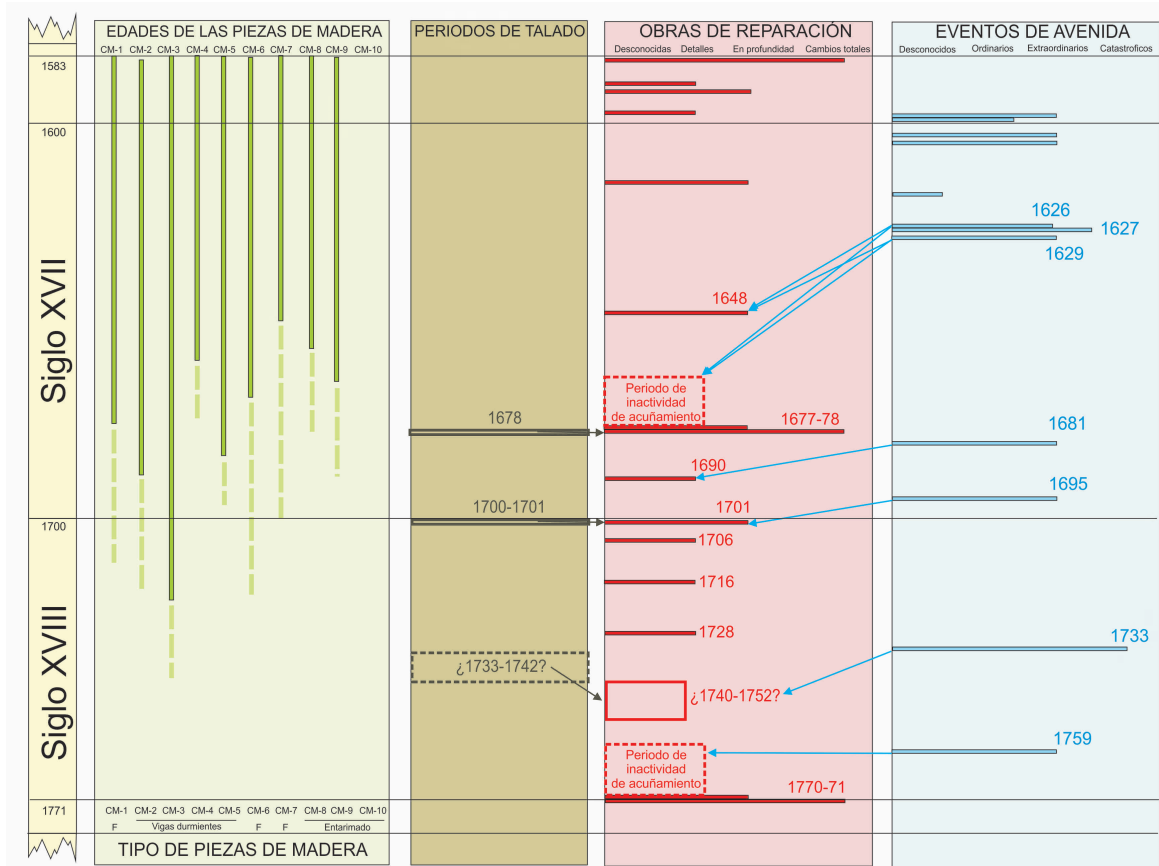 EDADES DE LAS PIEZAS DE MADERA
CM-1 CM-2 CM-3 CM-4 CM-5 CM-6 CM-7 CM-8 CM-9 CM-10
PERIODOS DE TALADO
OBRAS DE REPARACIÓN
Desconocidas Detalles En profundidad Cambios totales
EVENTOS DE AVENIDA
Desconocidos Ordinarios Extraordinarios Catastroficos
1583
1600
Siglo XVII
1700
Siglo XVIII
1771
1678
1700-1701
¿1733-1742?
1648
Periodo de
inactividad
de acuñamiento
1677-78
1690
1701
1706
1716
1728
¿1740-1752?
Periodo de
inactividad
de acuñamiento
1770-71
1626
1627
1629
1681
1695
1733
1759
CM-1 CM-2 CM-3 CM-4 CM-5 CM-6 CM-7 CM-8 CM-9 CM-10
F Vigas durmientes F F Entarimado
TIPO DE PIEZAS DE MADERA